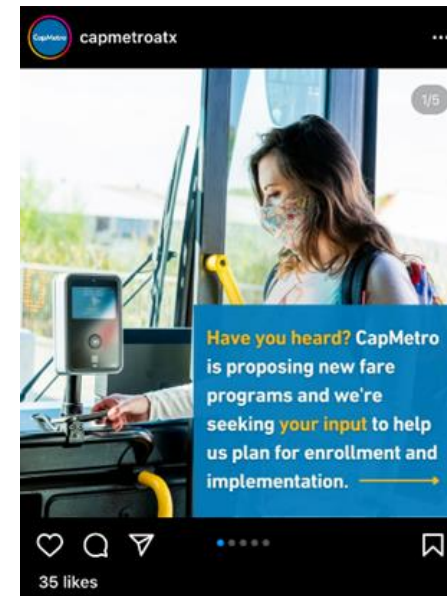 CapMetro
capmetroatx
1/5
Have you heard? CapMetro
is proposing new fare
programs and we're
seeking your input to help
us plan for enrollment and
implementation.
35 likes